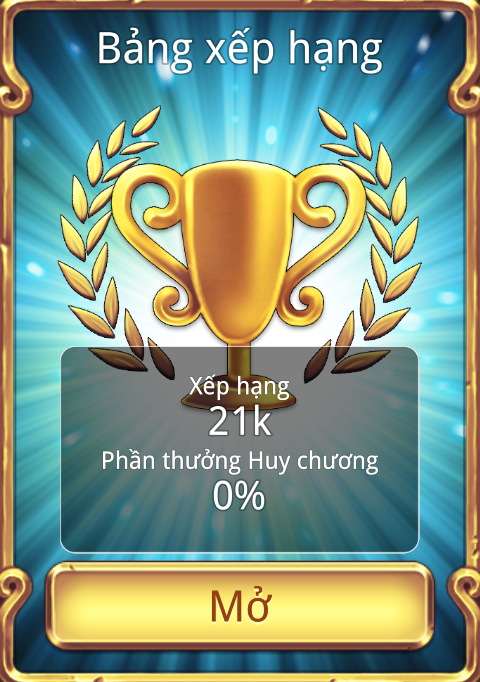 Bảng xếp hạng
Xếp hạng
21k
Phần thưởng Huy chương
0%
Mở